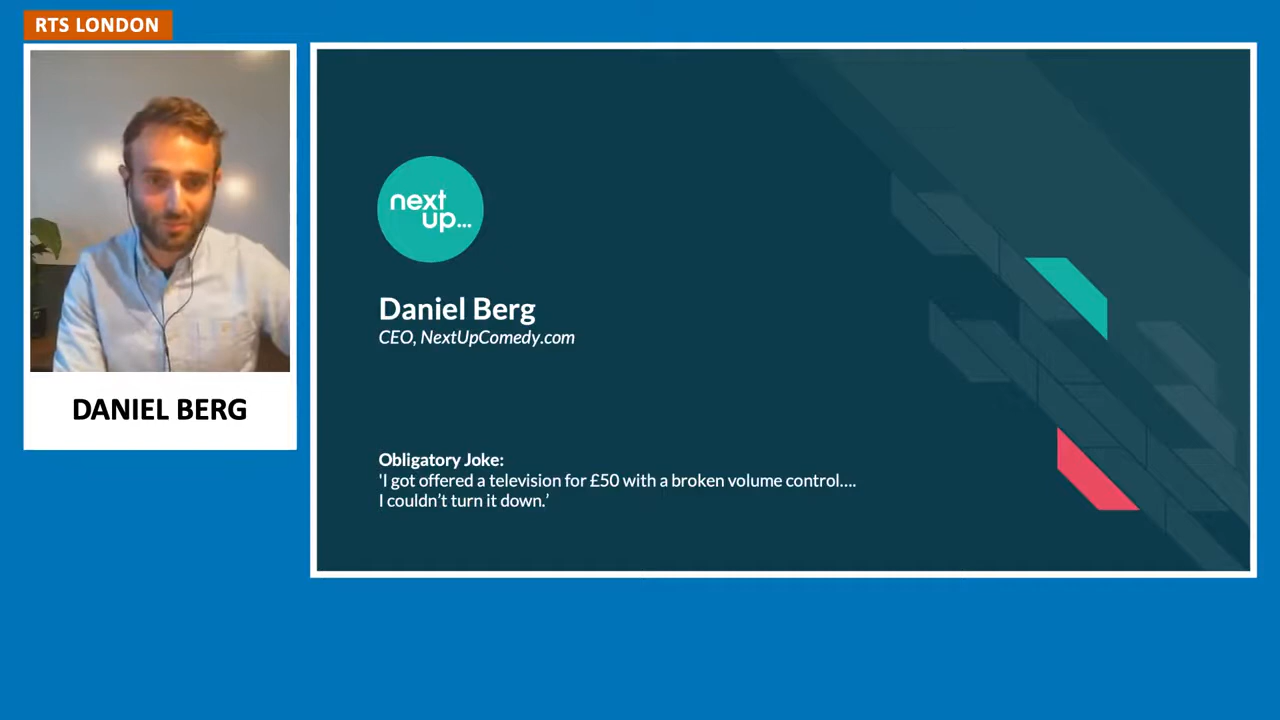 RTS LONDON
DANIEL BERG
next
up...
Daniel Berg
CEO, NextUpComedy.com
Obligatory Joke:
'I got offered a television for £50 with a broken volume control....
I couldn’t turn it down.’